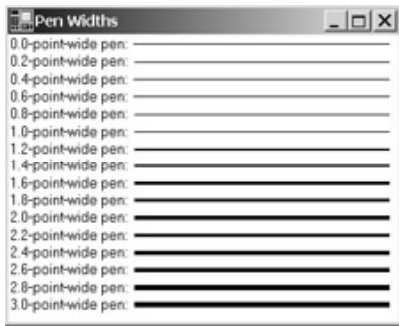 Pen Widths
0.0-point-wide pen:
0.2-point-wide pen:
0.4-point-wide pen:
0.6-point-wide pen:
0.8-point-wide pen:
1.0-point-wide pen:
1.2-point-wide pen:
1.4-point-wide pen:
1.6-point-wide pen:
1.8-point-wide pen:
2.0-point-wide pen:
2.2-point-wide pen:
2.4-point-wide pen:
2.6-point-wide pen:
2.8-point-wide pen:
3.0-point-wide pen: